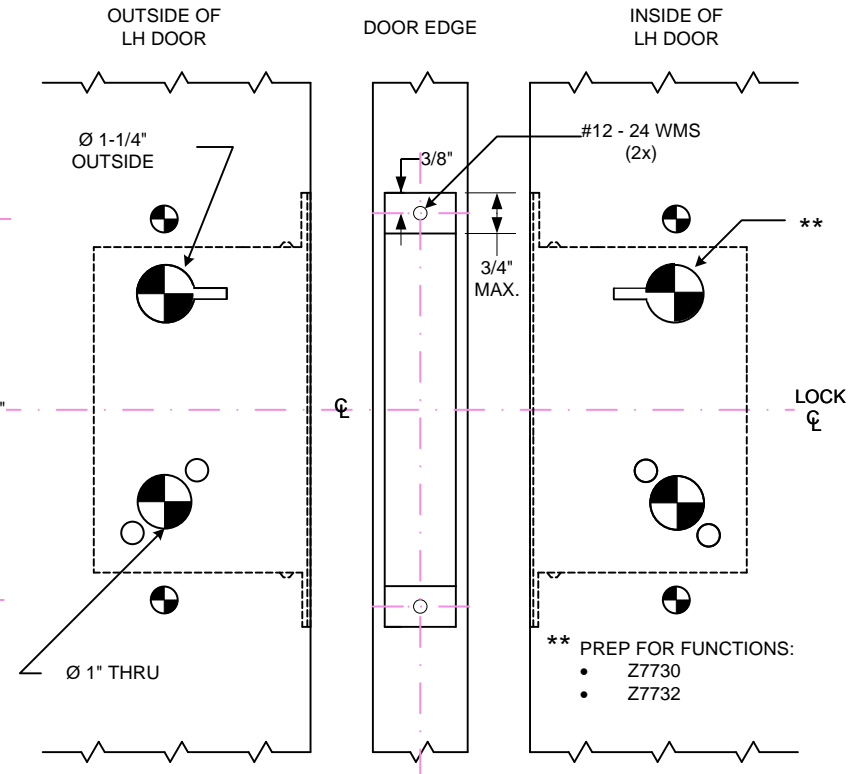 OUTSIDE OF
LH DOOR
DOOR EDGE
INSIDE OF
LH DOOR
Ø 1-1/4"
OUTSIDE
3/8"
#12 - 24 WMS
(2x)
**
3/4"
MAX.
"
℄
LOCK
℄
Ø 1" THRU
** PREP FOR FUNCTIONS:
• Z7730
• Z7732